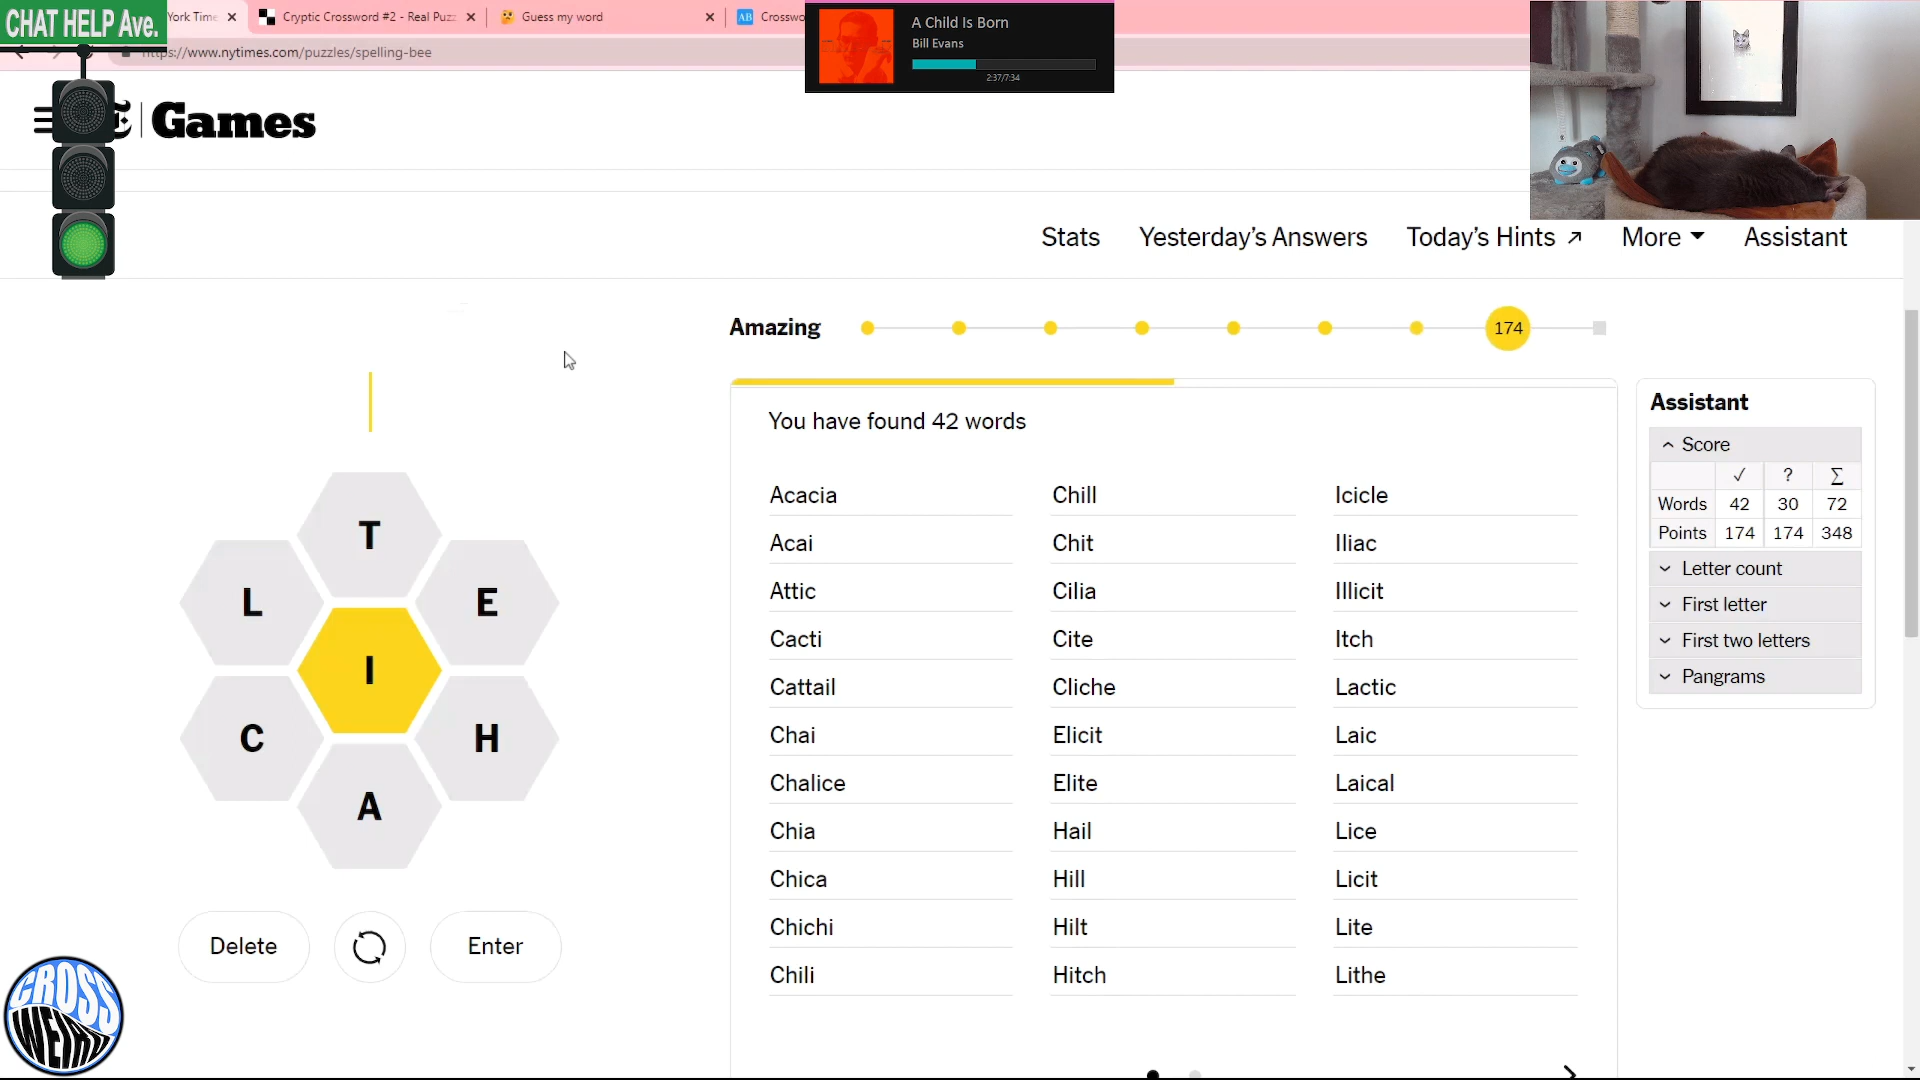 CHAT HELP Ave.
York Time
Cryptic Crossword #2 - Real Puz
Guess my word
AB
Crosswo
https://www.nytimes.com/puzzles/spelling-bee
A Child Is Born
Bill Evans
2:37/7:34
T | Games
Stats
Yesterday's Answers
Today's Hints
More
Assistant
Amazing
174
You have found 42 words
Acacia
Chill
Icicle
Acai
Chit
Iliac
Attic
Cilia
Illicit
Cacti
Cite
Itch
Cattail
Cliche
Lactic
Chai
Elicit
Laic
Chalice
Elite
Laical
Chia
Hail
Lice
Chica
Hill
Licit
Chichi
Hilt
Lite
Chili
Hitch
Lithe
T
L
E
I
C
H
A
Delete
Enter
Assistant
Score
✓ ? ∑
Words 42 30 72
Points 174 174 348
Letter count
First letter
First two letters
Pangrams
CROSS
WEIRD